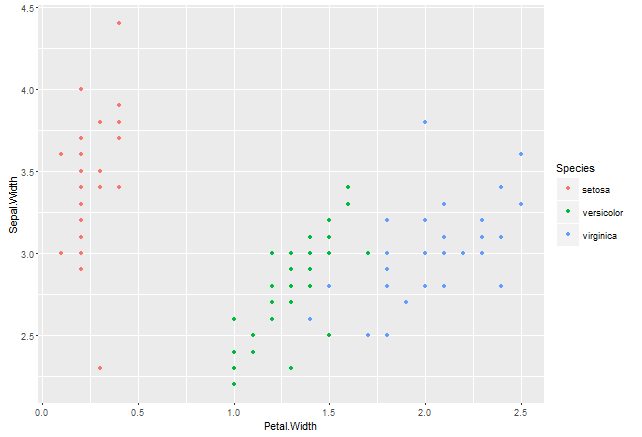 4.5
4.0
3.5
3.0
2.5
Sepal.Width
0.0 0.5 1.0 1.5 2.0 2.5
Petal.Width
Species
setosa
versicolor
virginica